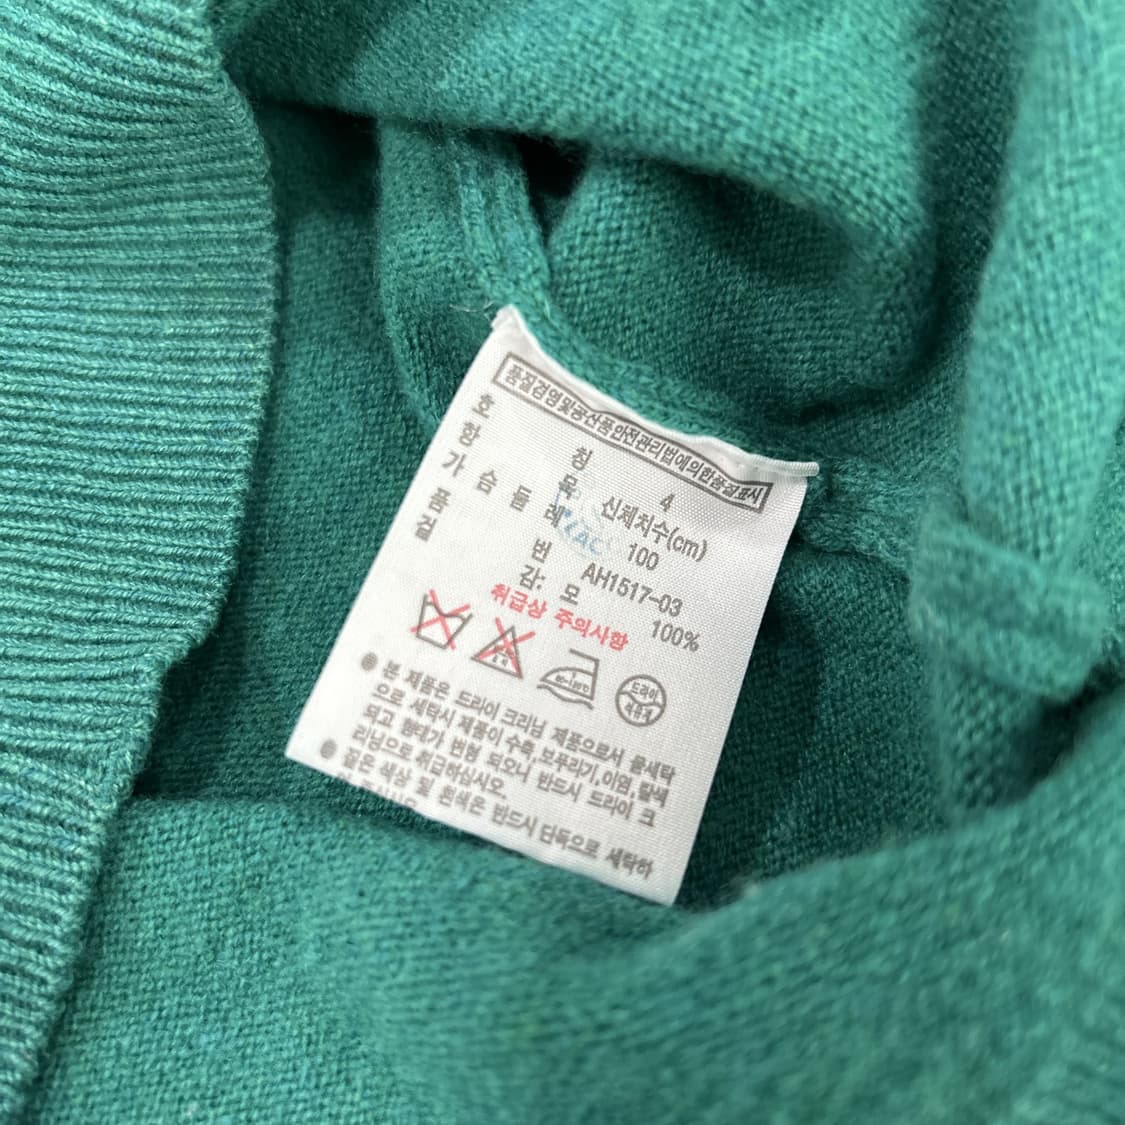 품질경영및공산품안전관리법에의한품질표시
호 칭 4
항 목 신체치수(cm)
가 슴 둘 레 100
품 번 AH1517-03
겉 감: 모 100%
취급상 주의사항
드라이
● 본 제품은 드라이 크리닝 제품으로서 물세탁
으로 세탁시 제품이 수축,보푸라기,이염,탈색
되고 형태가 변형 되오니 반드시 드라이 크
리닝으로 취급하십시오.
● 짙은 색상 및 흰색은 반드시 단독으로 세탁하